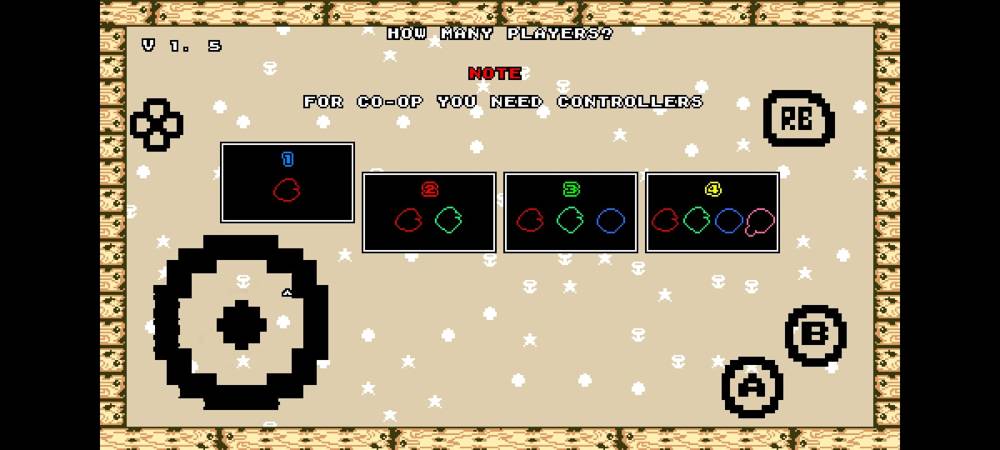 HOW MANY PLAYERS?
V 1. 5
NOTE
FOR CO-OP YOU NEED CONTROLLERS
RB
1
2
3
4
B
A